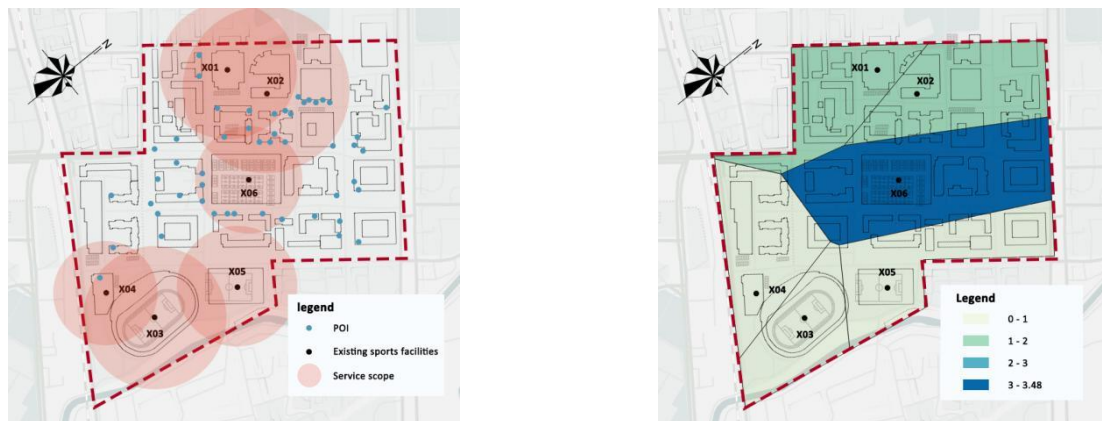 N
X01
X02
X06
X05
X04
X03
legend
POI
Existing sports facilities
Service scope
N
X01
X02
X06
X05
X04
X03
Legend
0 - 1
1 - 2
2 - 3
3 - 3.48